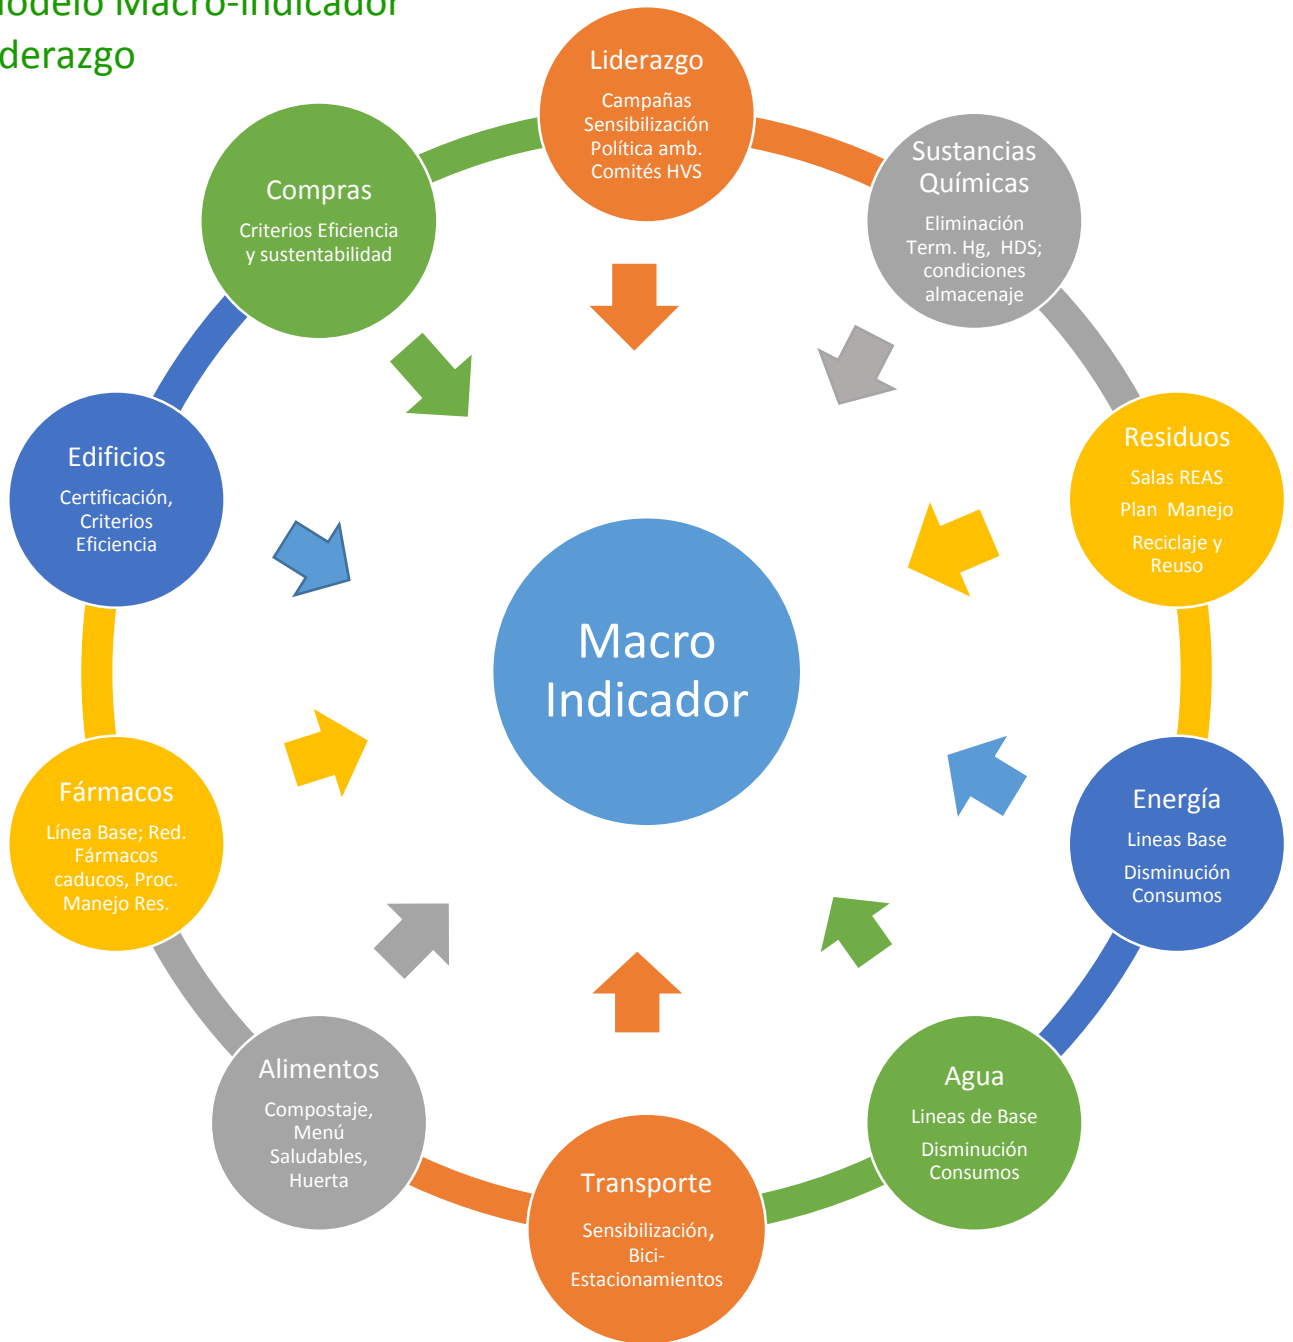 odelo Macro-Indicador
derazgo
Liderazgo
Campañas
Sensibilización
Política amb.
Comités HVS
Sustancias
Químicas
Eliminación
Term. Hg, HDS;
condiciones
almacenaje
Residuos
Salas REAS
Plan Manejo
Reciclaje y
Reuso
Energía
Lineas Base
Disminución
Consumos
Agua
Lineas de Base
Disminución
Consumos
Transporte
Sensibilización,
Bici-
Estacionamientos
Alimentos
Compostaje,
Menú
Saludables,
Huerta
Fármacos
Línea Base; Red.
Fármacos
caducos, Proc.
Manejo Res.
Edificios
Certificación,
Criterios
Eficiencia
Compras
Criterios Eficiencia
y sustentabilidad
Macro
Indicador